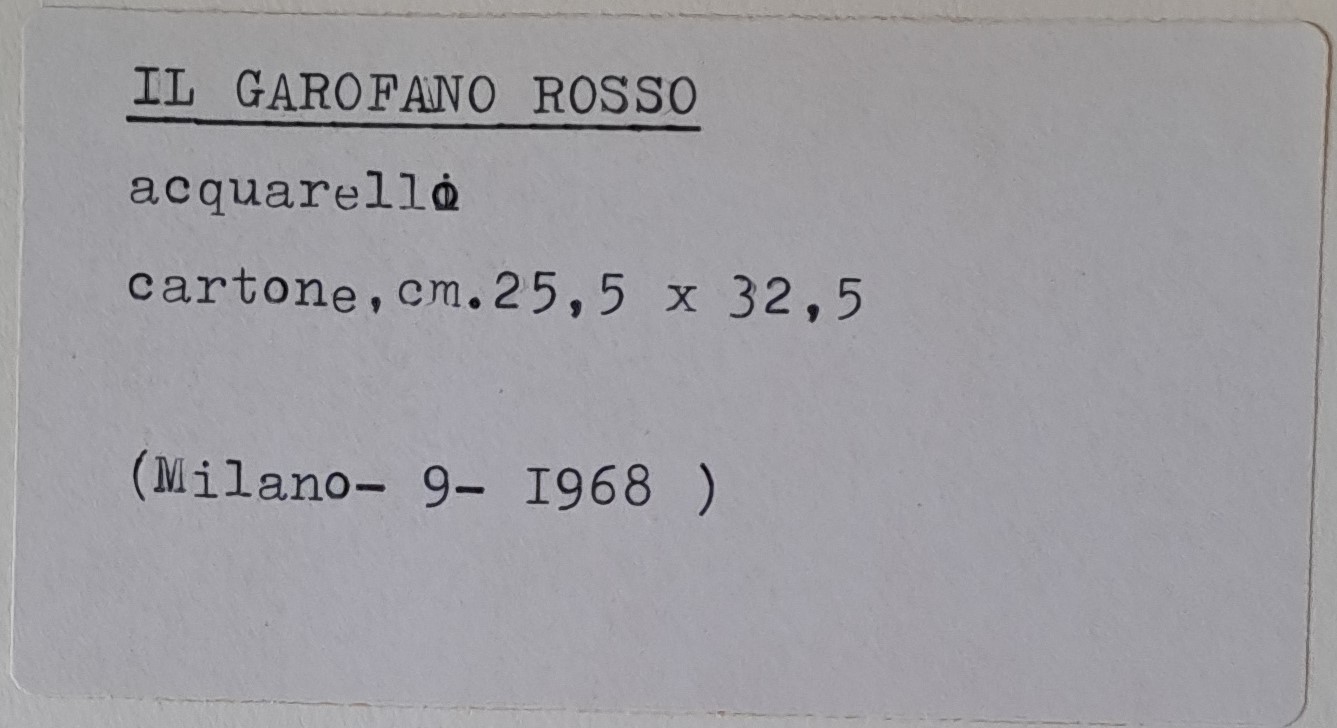 IL GAROFANO ROSSO
acquarello
cartone,cm.25,5 x 32,5
(Milano- 9- I968 )